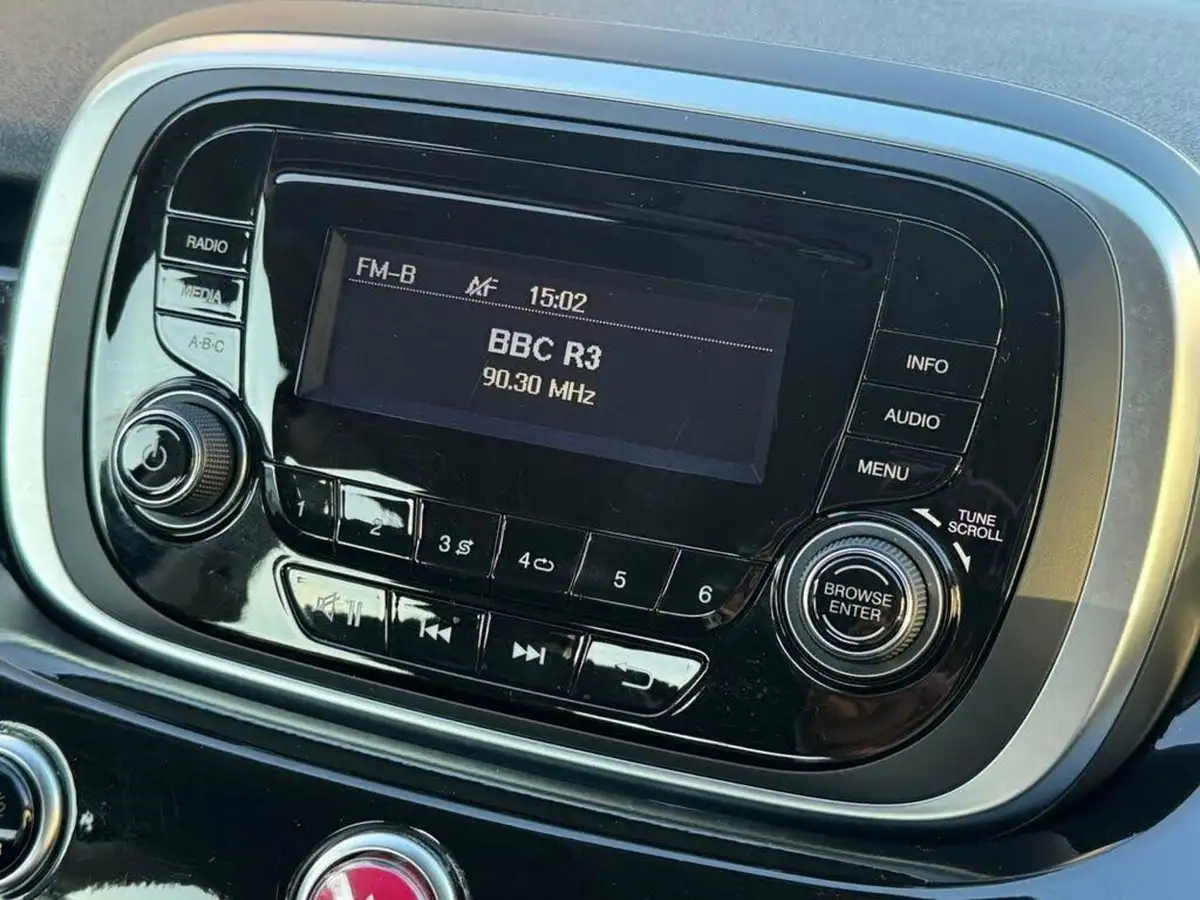 FM-B AF 15:02
BBC R3
90.30 MHz
RADIO
MEDIA
A·B·C
INFO
AUDIO
MENU
TUNE
SCROLL
BROWSE
ENTER
1 2 3 4 5 6